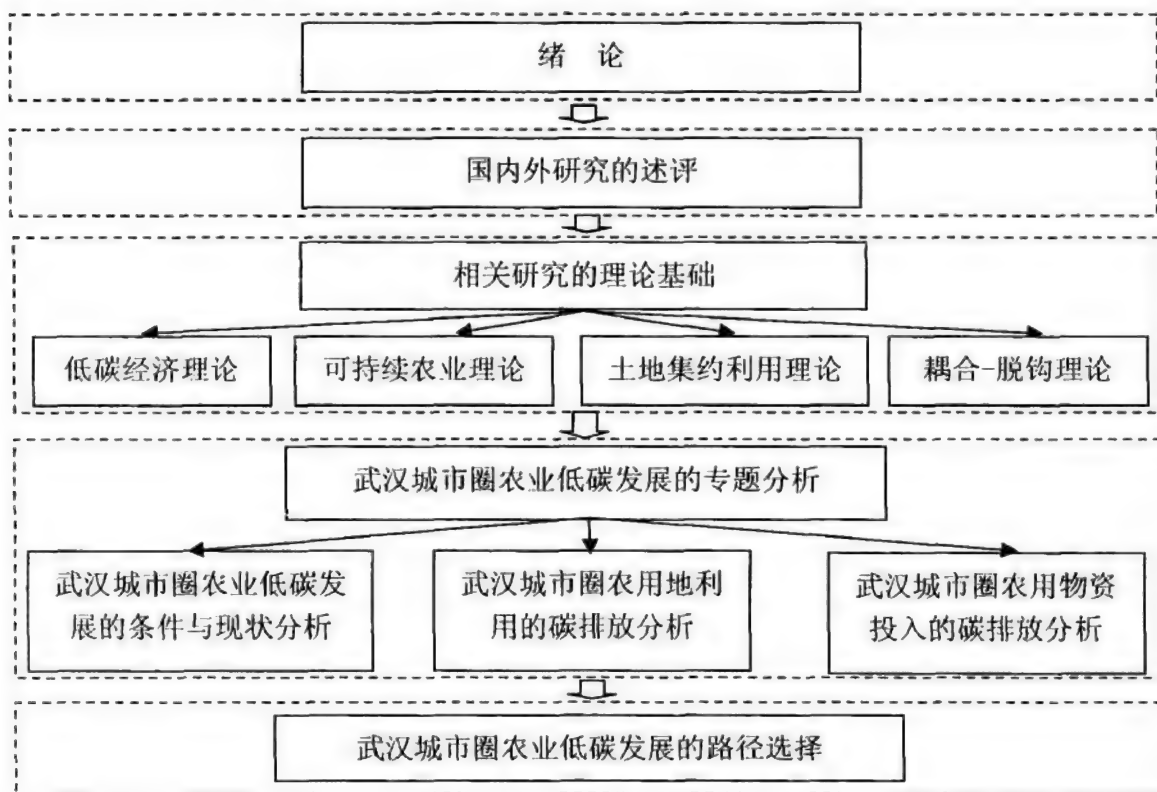 绪 论
国内外研究的述评
相关研究的理论基础
低碳经济理论
可持续农业理论
土地集约利用理论
耦合-脱钩理论
武汉城市圈农业低碳发展的专题分析
武汉城市圈农业低碳发
展的条件与现状分析
武汉城市圈农用地利
用的碳排放分析
武汉城市圈农用物资
投入的碳排放分析
武汉城市圈农业低碳发展的路径选择